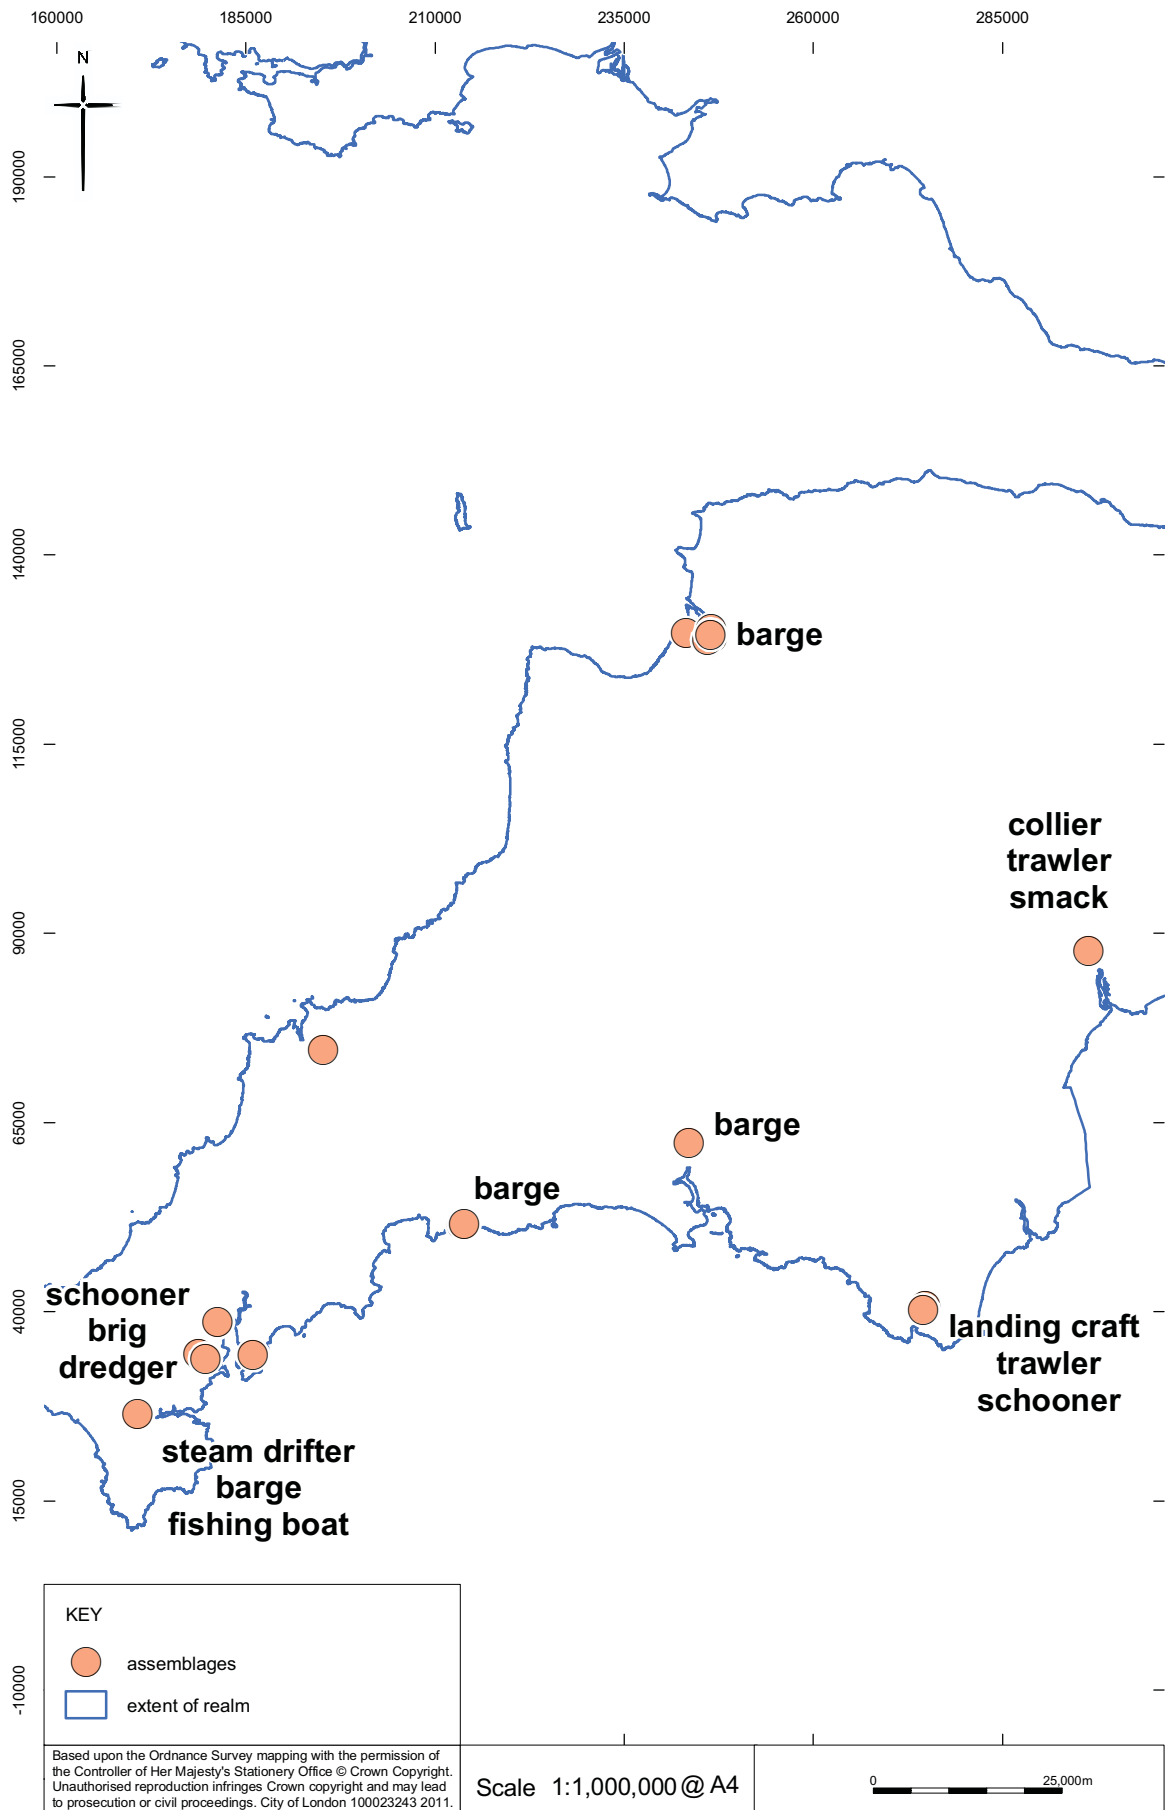 160000 185000 210000 235000 260000 285000
N
190000
165000
140000
115000
90000
65000
40000
15000
-10000
barge
collier
trawler
smack
barge
barge
schooner
brig
dredger
landing craft
trawler
schooner
steam drifter
barge
fishing boat
KEY
assemblages
extent of realm
Based upon the Ordnance Survey mapping with the permission of
the Controller of Her Majesty's Stationery Office © Crown Copyright.
Unauthorised reproduction infringes Crown copyright and may lead
to prosecution or civil proceedings. City of London 100023243 2011.
Scale 1:1,000,000 @ A4
0 25,000m